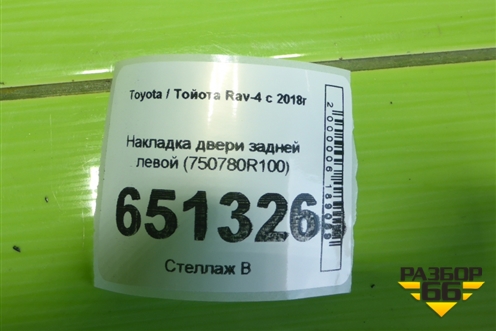 Toyota / Тойота Rav-4 с 2018г
Накладка двери задней
левой (750780R100)
651326
Стеллаж В
РАЗБОР
66